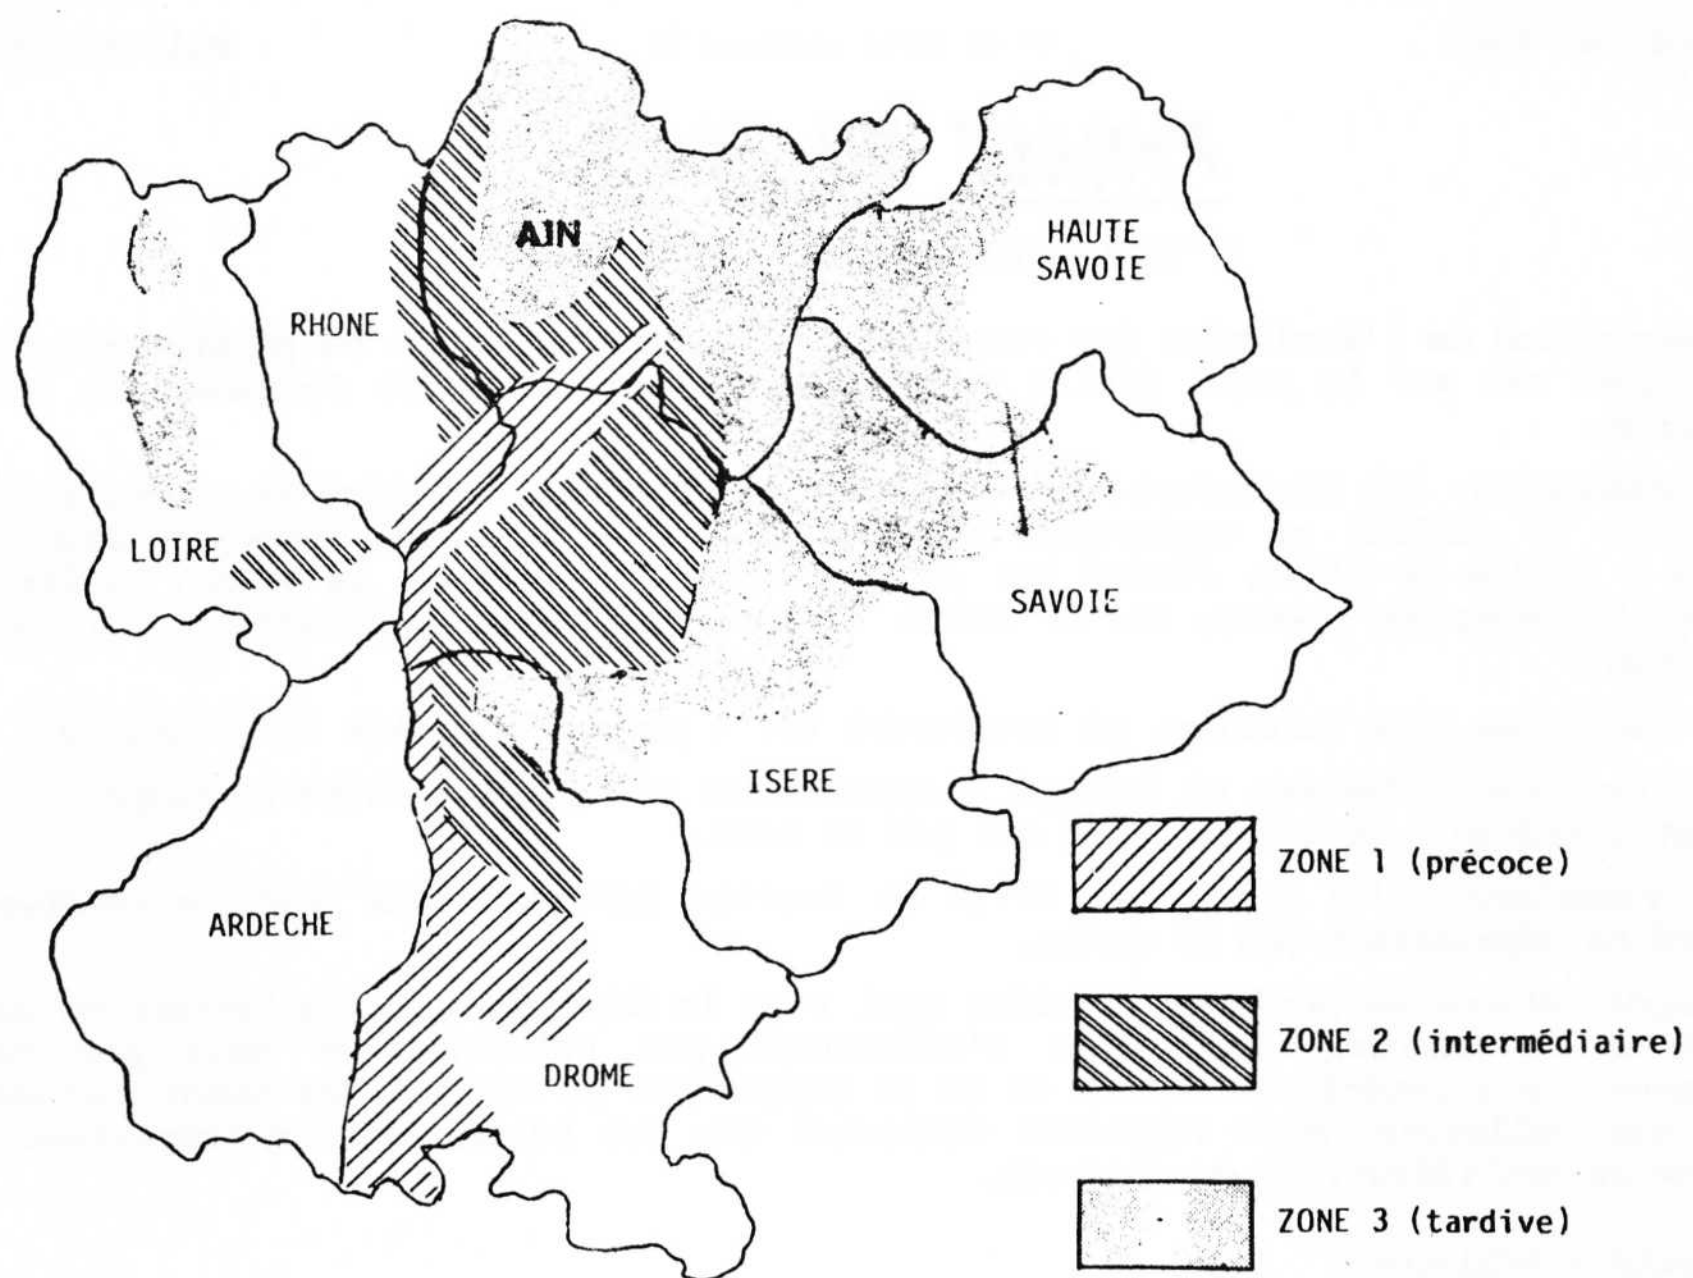 AIN
HAUTE
SAVOIE
RHONE
LOIRE
SAVOIE
ISERE
ARDECHE
DROME
ZONE 1 (précoce)
ZONE 2 (intermédiaire)
ZONE 3 (tardive)